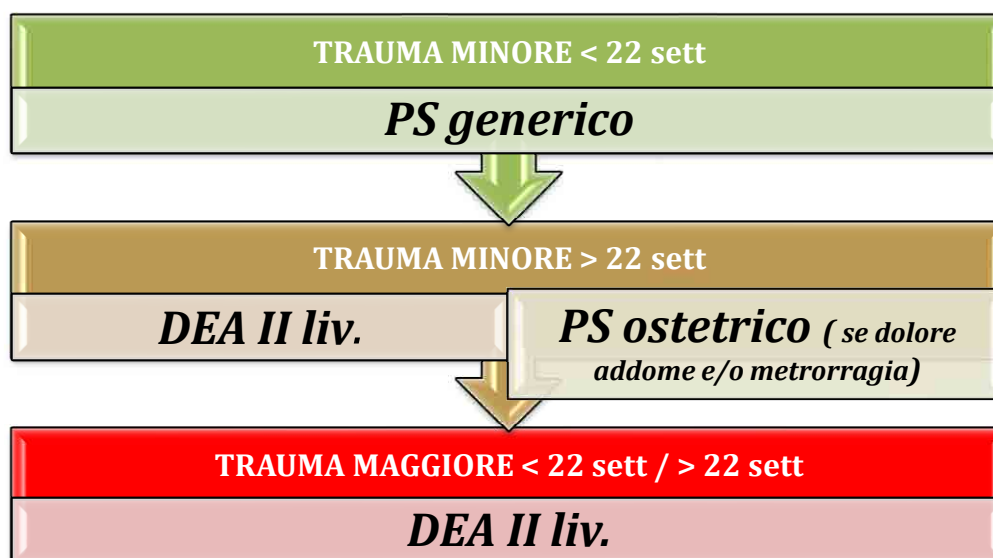 TRAUMA MINORE < 22 sett
PS generico
TRAUMA MINORE > 22 sett
DEA II liv.
PS ostetrico ( se dolore
addome e/o metrorragia)
TRAUMA MAGGIORE < 22 sett / > 22 sett
DEA II liv.